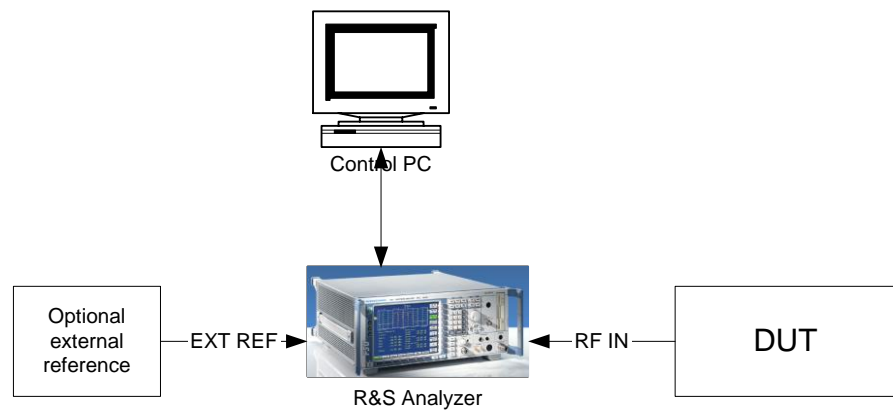 Control PC
Optional
external
reference
EXT REF
RF IN
DUT
R&S Analyzer